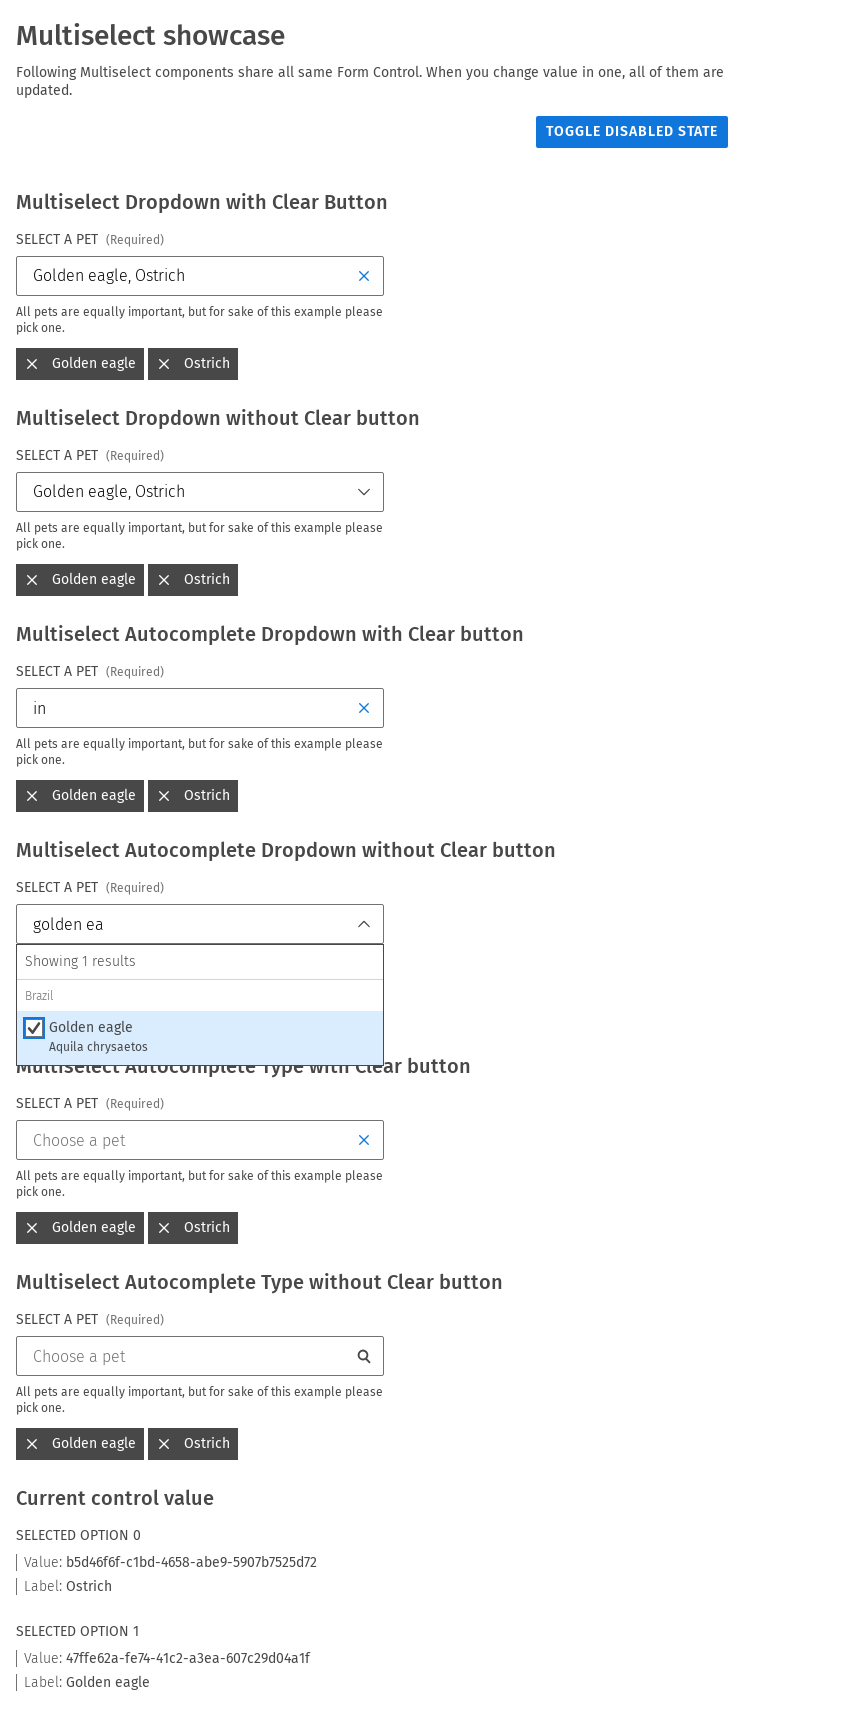 Multiselect showcase
Following Multiselect components share all same Form Control. When you change value in one, all of them are
updated.
TOGGLE DISABLED STATE
Multiselect Dropdown with Clear Button
SELECT A PET (Required)
Golden eagle, Ostrich
All pets are equally important, but for sake of this example please
pick one.
Golden eagle Ostrich
Multiselect Dropdown without Clear button
SELECT A PET (Required)
Golden eagle, Ostrich
All pets are equally important, but for sake of this example please
pick one.
Golden eagle Ostrich
Multiselect Autocomplete Dropdown with Clear button
SELECT A PET (Required)
in
All pets are equally important, but for sake of this example please
pick one.
Golden eagle Ostrich
Multiselect Autocomplete Dropdown without Clear button
SELECT A PET (Required)
golden ea
Showing 1 results
Brazil
Golden eagle
Aquila chrysaetos
Multiselect Autocomplete Type with Clear button
SELECT A PET (Required)
Choose a pet
All pets are equally important, but for sake of this example please
pick one.
Golden eagle Ostrich
Multiselect Autocomplete Type without Clear button
SELECT A PET (Required)
Choose a pet
All pets are equally important, but for sake of this example please
pick one.
Golden eagle Ostrich
Current control value
SELECTED OPTION 0
Value: b5d46f6f-c1bd-4658-abe9-5907b7525d72
Label: Ostrich
SELECTED OPTION 1
Value: 47ffe62a-fe74-41c2-a3ea-607c29d04a1f
Label: Golden eagle